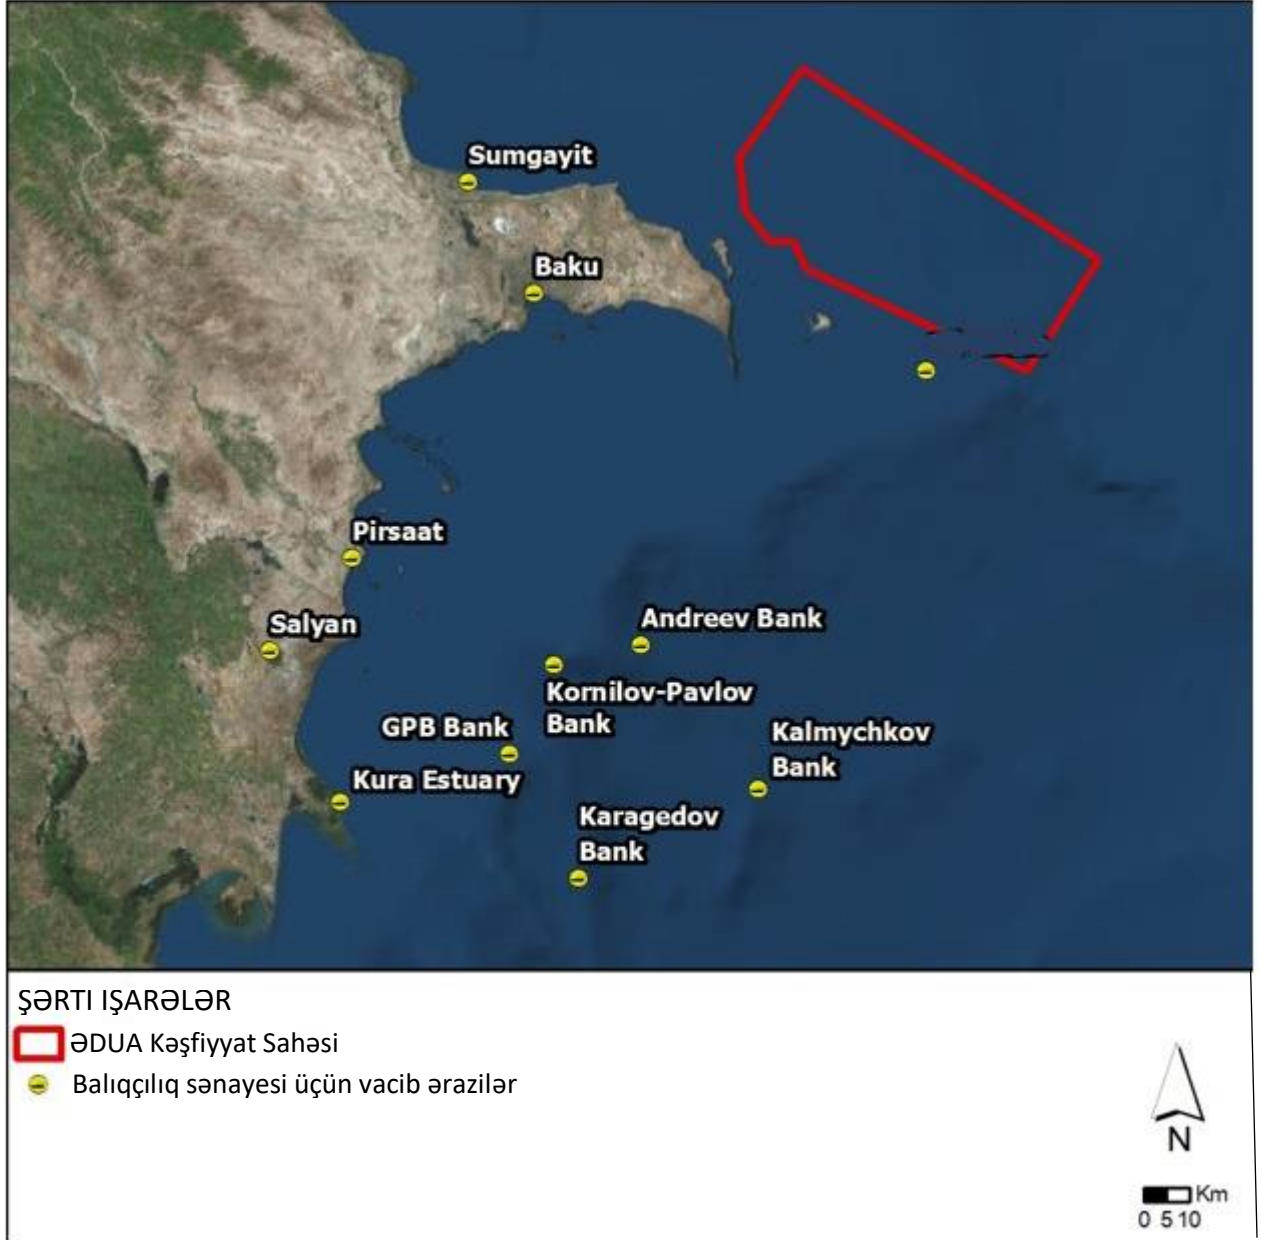 Sumgayit
Baku
Pirsaat
Salyan
Andreev Bank
Kornilov-Pavlov
Bank
GPB Bank
Kalmychkov
Bank
Kura Estuary
Karagedov
Bank
ŞƏRTI IŞARƏLƏR
ƏDUA Kəşfiyyat Sahəsi
Balıqçılıq sənayesi üçün vacib ərazilər
N
Km
0 5 10